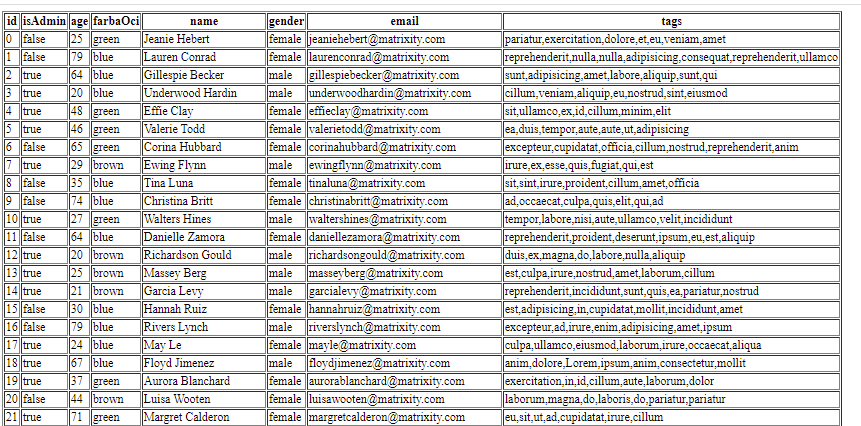 id isAdmin age farbaOci name gender email tags
0 false 25 green Jeanie Hebert female jeaniehebert@matrixity.com pariatur,exercitation,dolore,et,eu,veniam,amet
1 false 79 blue Lauren Conrad female laurenconrad@matrixity.com reprehenderit,nulla,nulla,adipisicing,consequat,reprehenderit,ullamco
2 true 64 blue Gillespie Becker male gillespiebecker@matrixity.com sunt,adipisicing,amet,labore,aliquip,sunt,qui
3 true 20 blue Underwood Hardin male underwoodhardin@matrixity.com cillum,veniam,aliquip,eu,nostrud,sint,eiusmod
4 true 48 green Effie Clay female effieclay@matrixity.com sit,ullamco,ex,id,cillum,minim,elit
5 true 46 green Valerie Todd female valerietodd@matrixity.com ea,duis,tempor,aute,aute,ut,adipisicing
6 false 65 green Corina Hubbard female corinahubbard@matrixity.com excepteur,cupidatat,officia,cillum,nostrud,reprehenderit,anim
7 true 29 brown Ewing Flynn male ewingflynn@matrixity.com irure,ex,esse,quis,fugiat,qui,est
8 false 35 blue Tina Luna female tinaluna@matrixity.com sit,sint,irure,proident,cillum,amet,officia
9 false 74 blue Christina Britt female christinabritt@matrixity.com ad,occaecat,culpa,quis,elit,qui,ad
10 true 27 green Walters Hines male waltershines@matrixity.com tempor,labore,nisi,aute,ullamco,velit,incididunt
11 false 64 blue Danielle Zamora female daniellezamora@matrixity.com reprehenderit,proident,deserunt,ipsum,eu,est,aliquip
12 true 20 brown Richardson Gould male richardsongould@matrixity.com duis,ex,magna,do,labore,nulla,aliquip
13 true 25 brown Massey Berg male masseyberg@matrixity.com est,culpa,irure,nostrud,amet,laborum,cillum
14 true 21 brown Garcia Levy male garcialevy@matrixity.com reprehenderit,incididunt,sunt,quis,ea,pariatur,nostrud
15 false 30 blue Hannah Ruiz female hannahruiz@matrixity.com est,adipisicing,in,cupidatat,mollit,incididunt,amet
16 false 79 blue Rivers Lynch male riverslynch@matrixity.com excepteur,ad,irure,enim,adipisicing,amet,ipsum
17 true 24 blue May Le female mayle@matrixity.com culpa,ullamco,eiusmod,laborum,irure,occaecat,aliqua
18 true 67 blue Floyd Jimenez male floydjimenez@matrixity.com anim,dolore,Lorem,ipsum,anim,consectetur,mollit
19 true 37 green Aurora Blanchard female aurorablanchard@matrixity.com exercitation,in,id,cillum,aute,laborum,dolor
20 false 44 brown Luisa Wooten female luisawooten@matrixity.com laborum,magna,do,laboris,do,pariatur,pariatur
21 true 71 green Margret Calderon female margretcalderon@matrixity.com eu,sit,ut,ad,cupidatat,irure,cillum